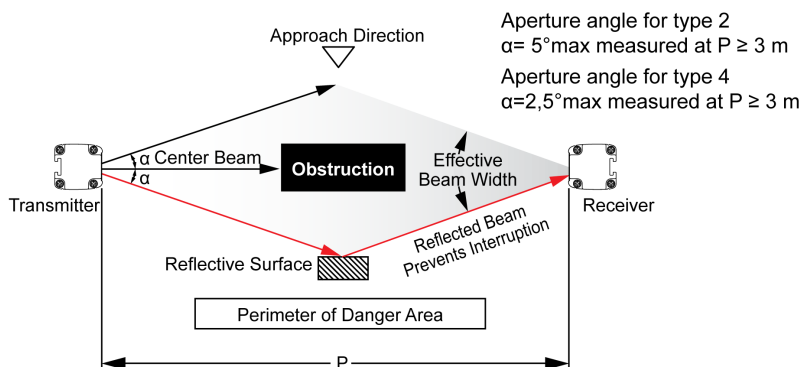 Aperture angle for type 2
α= 5°max measured at P ≥ 3 m
Aperture angle for type 4
α=2,5°max measured at P ≥ 3 m
Approach Direction
α Center Beam
α
Obstruction
Effective
Beam Width
Transmitter
Receiver
Reflected Beam
Prevents Interruption
Reflective Surface
Perimeter of Danger Area
P